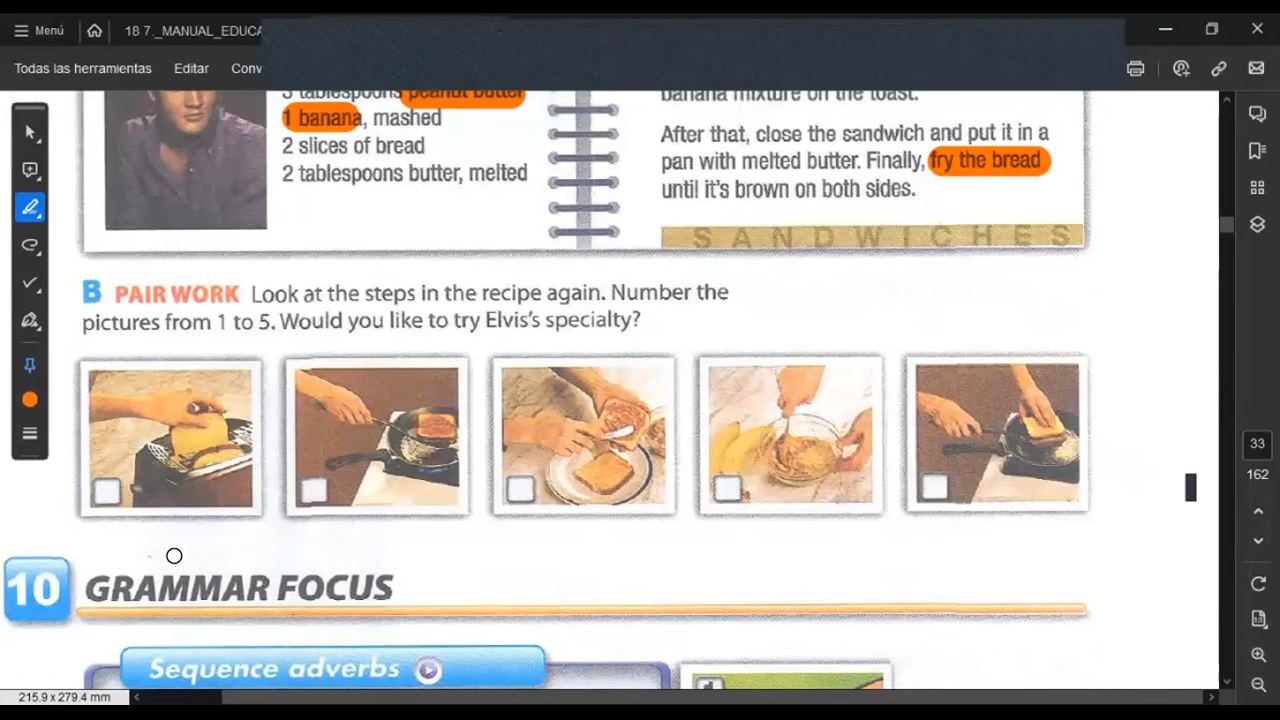 Menú
18 7._MANUAL_EDUCA
Todas las herramientas
Editar
Conv
3 tablespoons peanut butter
1 banana, mashed
2 slices of bread
2 tablespoons butter, melted
banana mixture on the toast.
After that, close the sandwich and put it in a
pan with melted butter. Finally, fry the bread
until it's brown on both sides.
SANDWICHES
B PAIR WORK Look at the steps in the recipe again. Number the
pictures from 1 to 5. Would you like to try Elvis's specialty?
10 GRAMMAR FOCUS
Sequence adverbs
1
33
162
1:1
215.9 x 279.4 mm